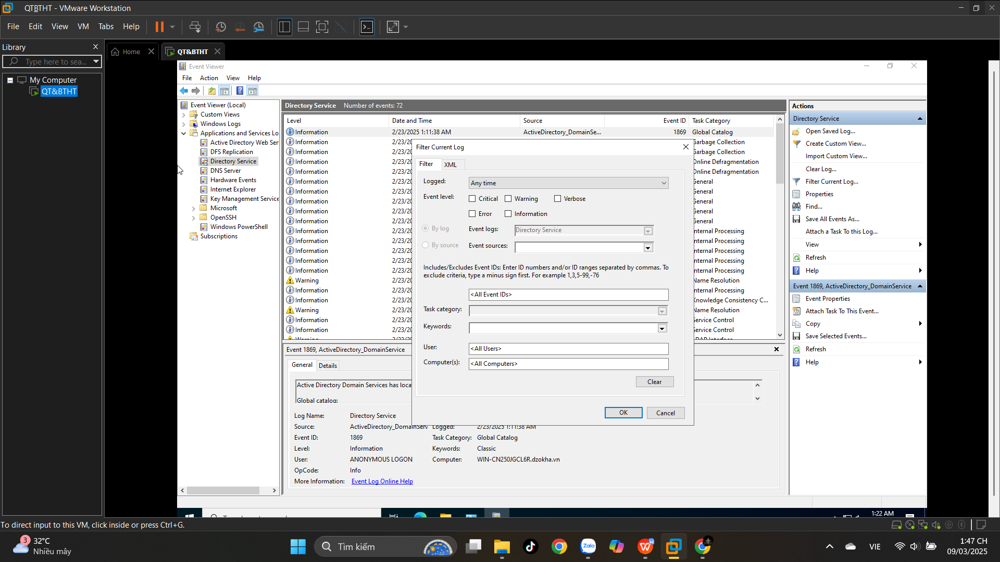 QTBTHT - VMware Workstation
File Edit View VM Tabs Help
Library
Type here to sea...
My Computer
QT&BTHT
Home
QT&BTHT
Event Viewer
File Action View Help
Event Viewer (Local)
Custom Views
Windows Logs
Applications and Services Lo
Active Directory Web Ser
DFS Replication
Directory Service
DNS Server
Hardware Events
Internet Explorer
Key Management Service
Microsoft
OpenSSH
Windows PowerShell
Subscriptions
Directory Service Number of events: 72
Level Date and Time Source Event ID Task Category
Information 2/23/2025 1:11:38 AM ActiveDirectory_DomainSe... 1869 Global Catalog
Information 2/23/20 Garbage Collection
Information 2/23/20 Garbage Collection
Information 2/23/20 Online Defragmentation
Information 2/23/20 Online Defragmentation
Information 2/23/20 General
Information 2/23/20 General
Information 2/23/20 General
Information 2/23/20 General
Information 2/23/20 General
Information 2/23/20 Internal Processing
Information 2/23/20 Internal Processing
Information 2/23/20 Internal Processing
Information 2/23/20 Internal Processing
Information 2/23/20 Internal Processing
Warning 2/23/20 Name Resolution
Information 2/23/20 Internal Processing
Information 2/23/20 Knowledge Consistency C...
Warning 2/23/20 Name Resolution
Information 2/23/20 Service Control
Information 2/23/20 Service Control
Filter Current Log
Filter XML
Logged: Any time
Event level: Critical Warning Verbose
Error Information
By log Event logs: Directory Service
By source Event sources:
Includes/Excludes Event IDs: Enter ID numbers and/or ID ranges separated by commas. To
exclude criteria, type a minus sign first. For example 1,3,5-99,-76
<All Event IDs>
Task category:
Keywords:
User: <All Users>
Computer(s): <All Computers>
Clear
OK Cancel
Event 1869, ActiveDirectory_DomainService
General Details
Active Directory Domain Services has loca
Global catalog:
Log Name: Directory Service
Source: ActiveDirectory_DomainServ Logged: 2/23/2025 1:11:38 AM
Event ID: 1869 Task Category: Global Catalog
Level: Information Keywords: Classic
User: ANONYMOUS LOGON Computer: WIN-CN250JGCL6R.dzokha.vn
OpCode: Info
More Information: Event Log Online Help
Actions
Directory Service
Open Saved Log...
Create Custom View...
Import Custom View...
Clear Log...
Filter Current Log...
Properties
Find...
Save All Events As...
Attach a Task To this Log...
View
Refresh
Help
Event 1869, ActiveDirectory_DomainService
Event Properties
Attach Task To This Event...
Copy
Save Selected Events...
Refresh
Help
1:22 AM
To direct input to this VM, click inside or press Ctrl+G.
3
32°C
Nhiều mây
Tìm kiếm
Zalo
VIE
1:47 CH
09/03/2025